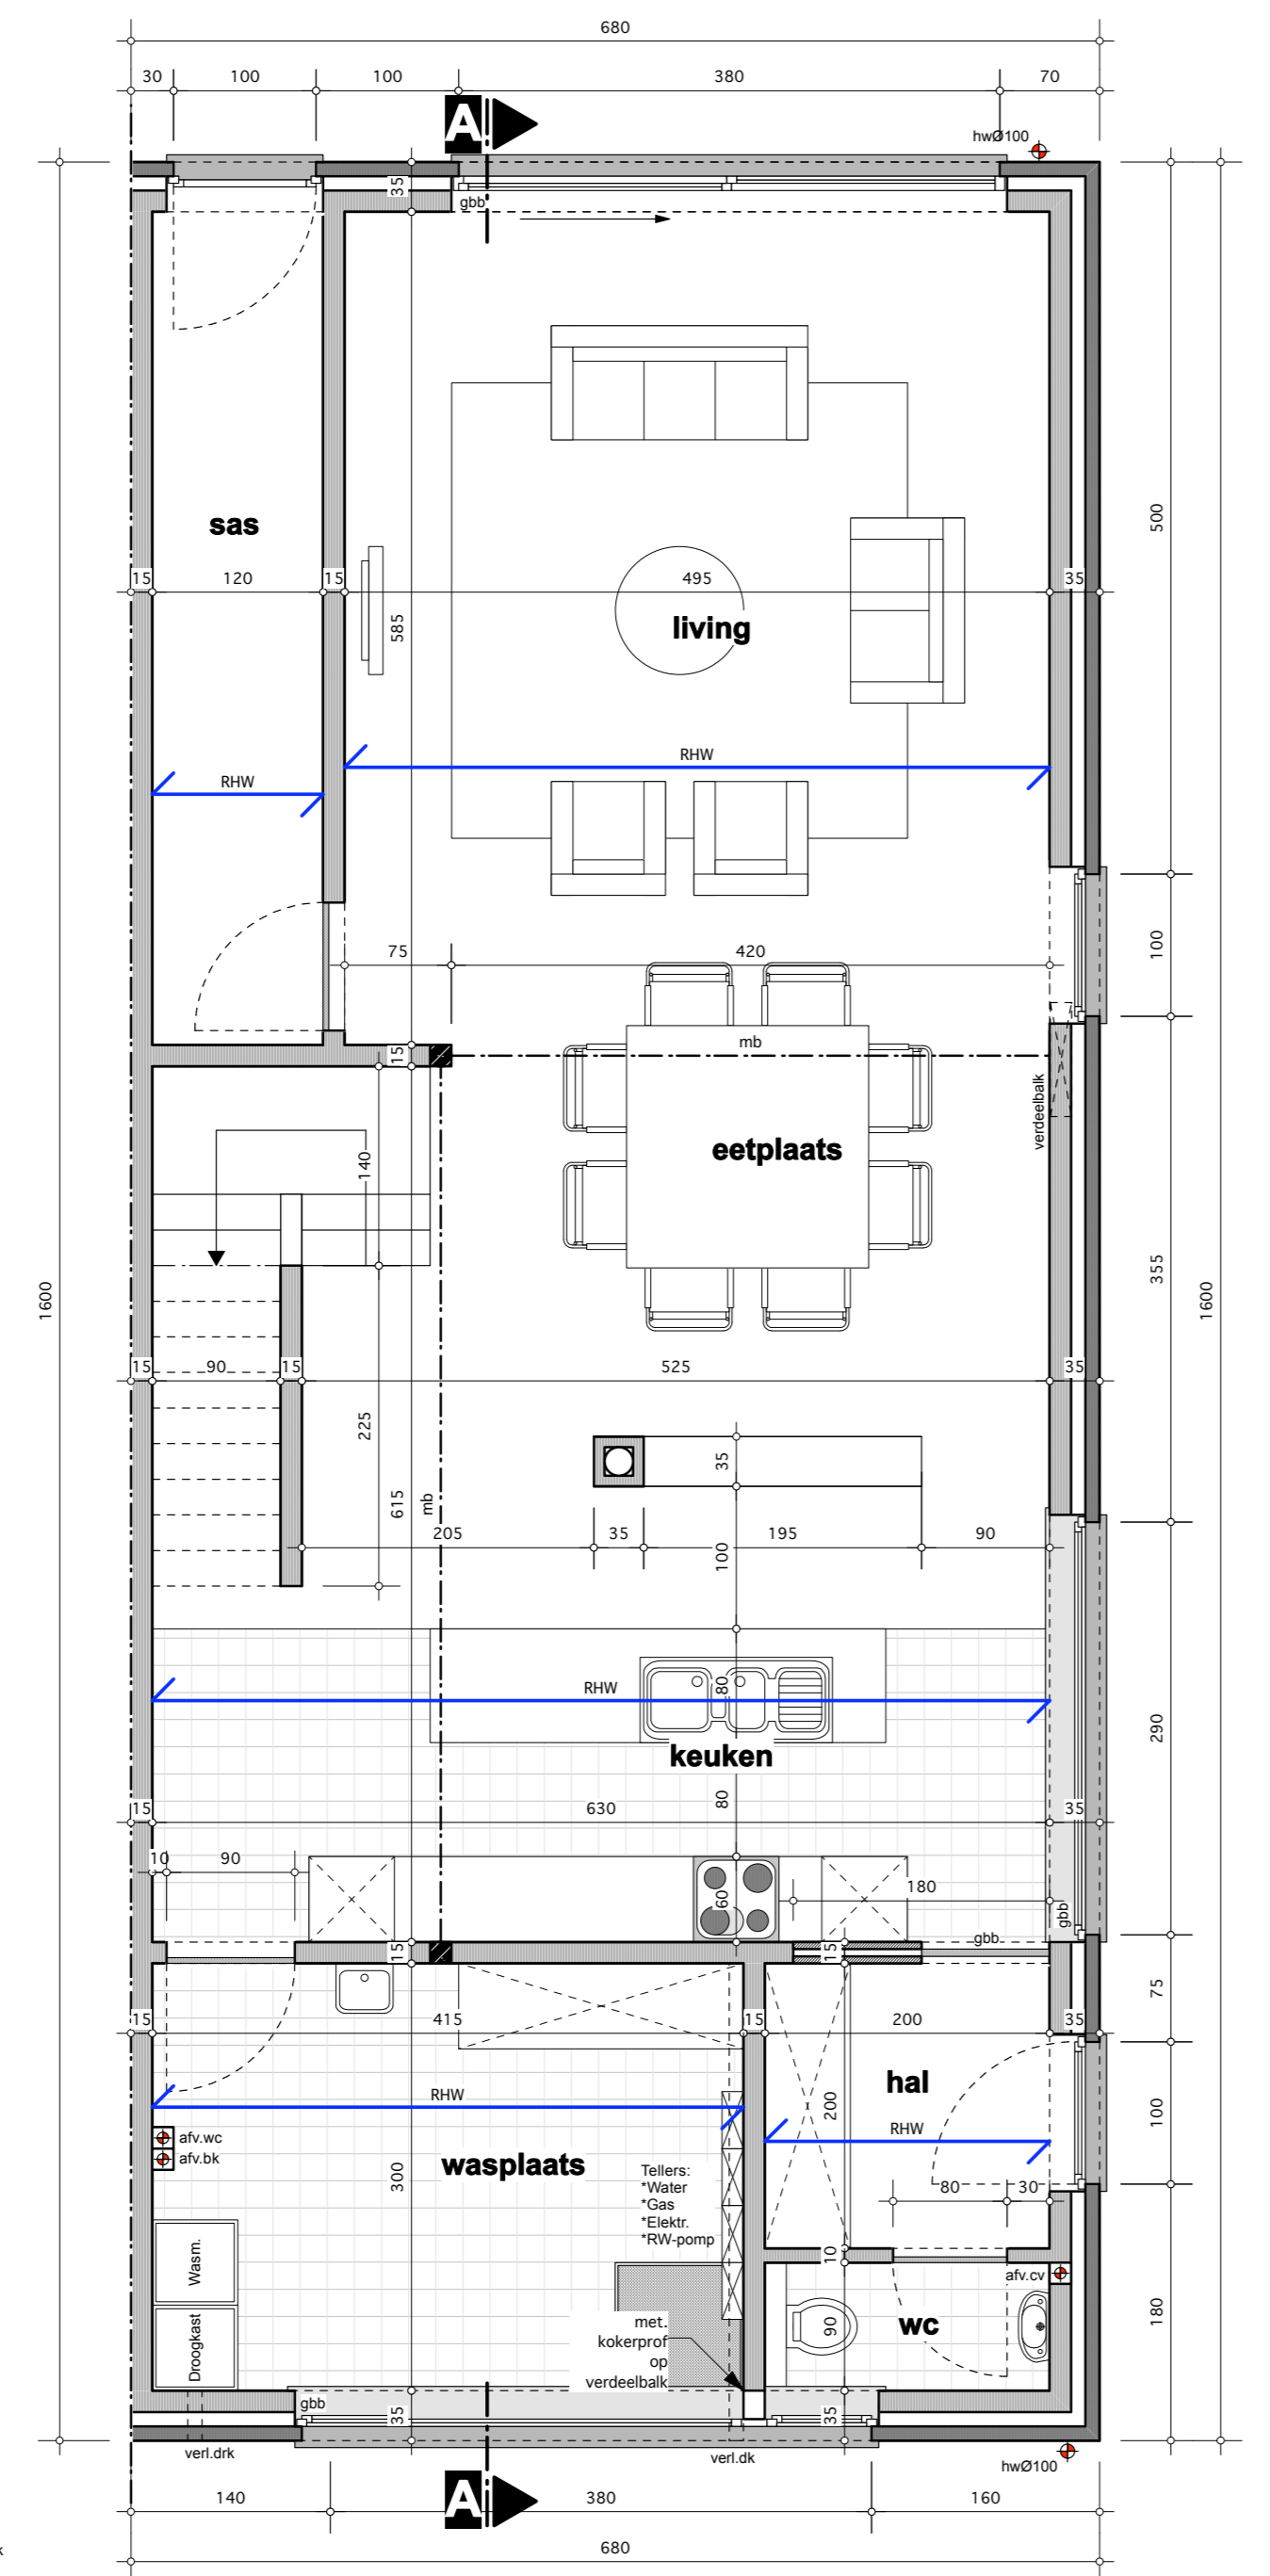 680
30 100 100 380 70
A
hwØ100
35
gbb
sas
15 120 15 495 35
living
585
500
RHW
RHW
75 420
100
15
mb
verdeelbalk
eetplaats
140
1600
355
1600
15 90 15 525 35
225
35
615
mb
205 35 195 90
100
80
RHW
keuken
290
80
15 630 35
10 90
60
180
gbb
gbb
15
15
75
15 415 15 200 35
hal
RHW
200
100
RHW
afv.wc
afv.bk
wasplaats
300
Tellers:
*Water
*Gas
*Elektr.
*RW-pomp
80 30
Wasm.
10
afv.cv
180
Droogkast
met.
kokerprof
op
verdeelbalk
90
wc
gbb
35
35
verl.drk
verl.dk
hwØ100
A
140 380 160
680
k